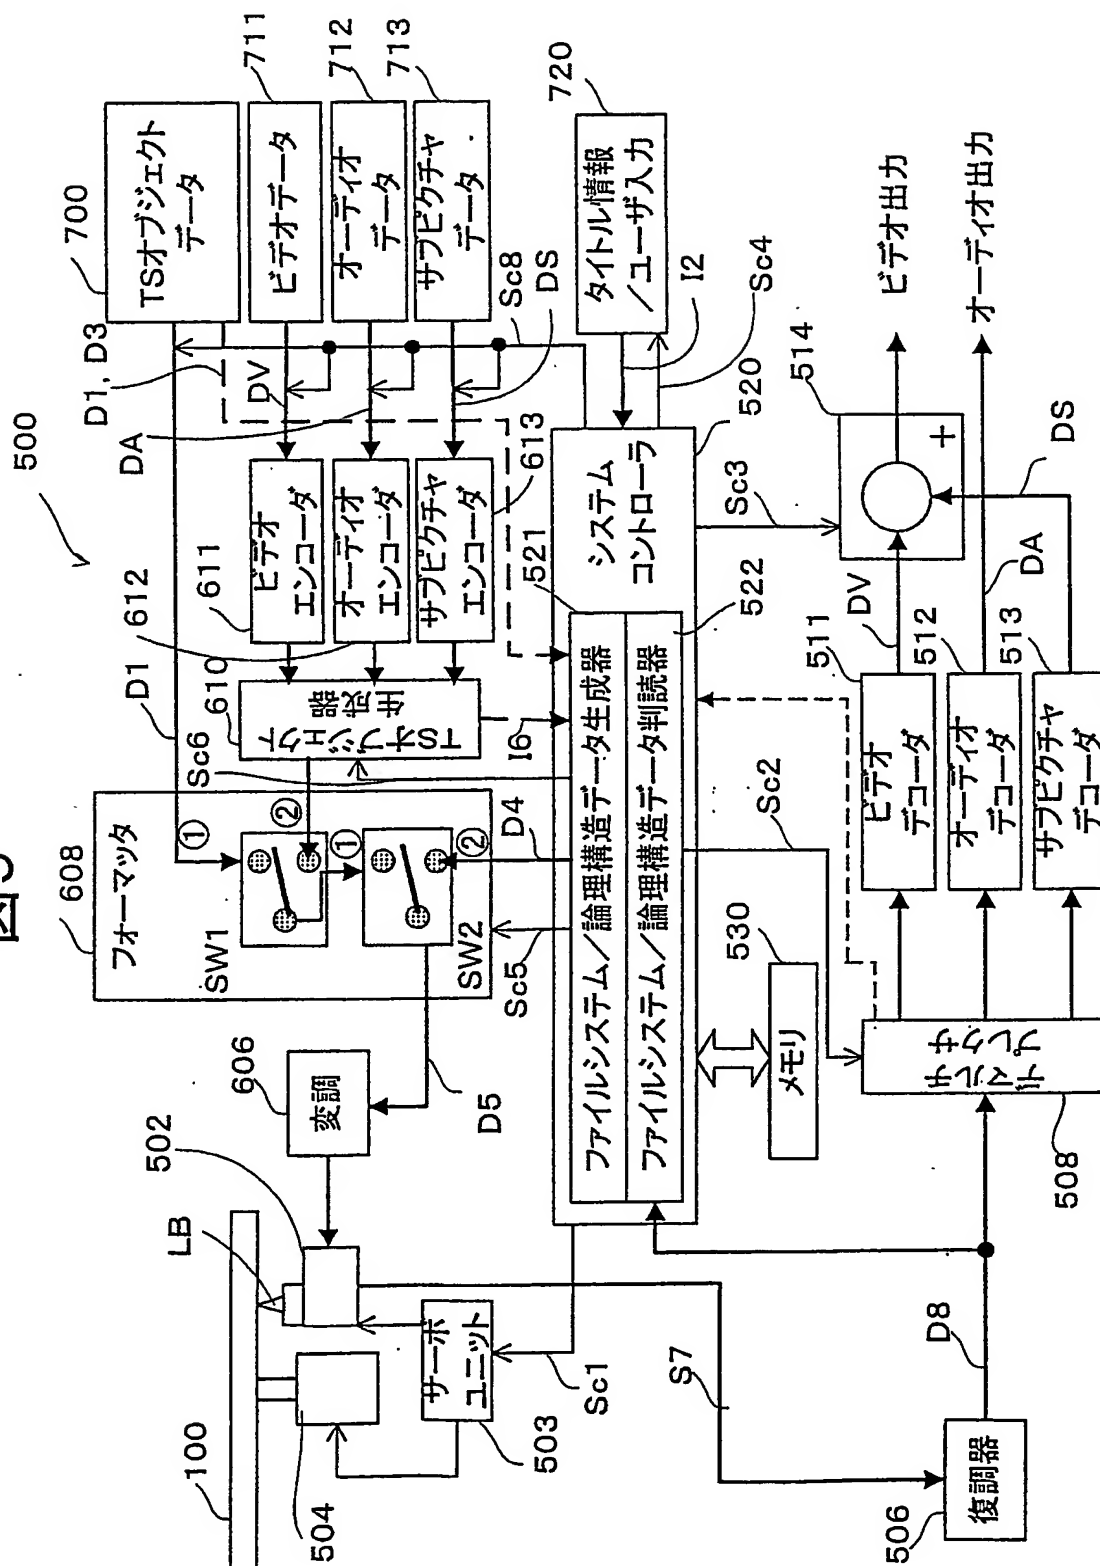 500
100
504
503
サーボ
ユニット
LB
502
606
変調
D5
Sc1
S7
506
復調器
D8
608
フォーマッタ
SW1
SW2
①
②
①
②
Sc5
D4
Sc6
D1
610
TSオブジェクト
生成器
I6
612
611
ビデオ
エンコーダ
オーディオ
エンコーダ
サブピクチャ
エンコーダ
613
DA
DV
D1, D3
DS
Sc8
700
TSオブジェクト
データ
711
ビデオデータ
712
オーディオ
データ
713
サブピクチャ
データ
720
タイトル情報
/ユーザ入力
I2
Sc4
520
システム
コントローラ
521
ファイルシステム/論理構造データ生成器
522
ファイルシステム/論理構造データ判読器
530
メモリ
Sc2
Sc3
508
デマルチ
プレクサ
511
ビデオ
デコーダ
512
オーディオ
デコーダ
513
サブピクチャ
デコーダ
DV
DA
DS
514
+
ビデオ出力
オーディオ出力